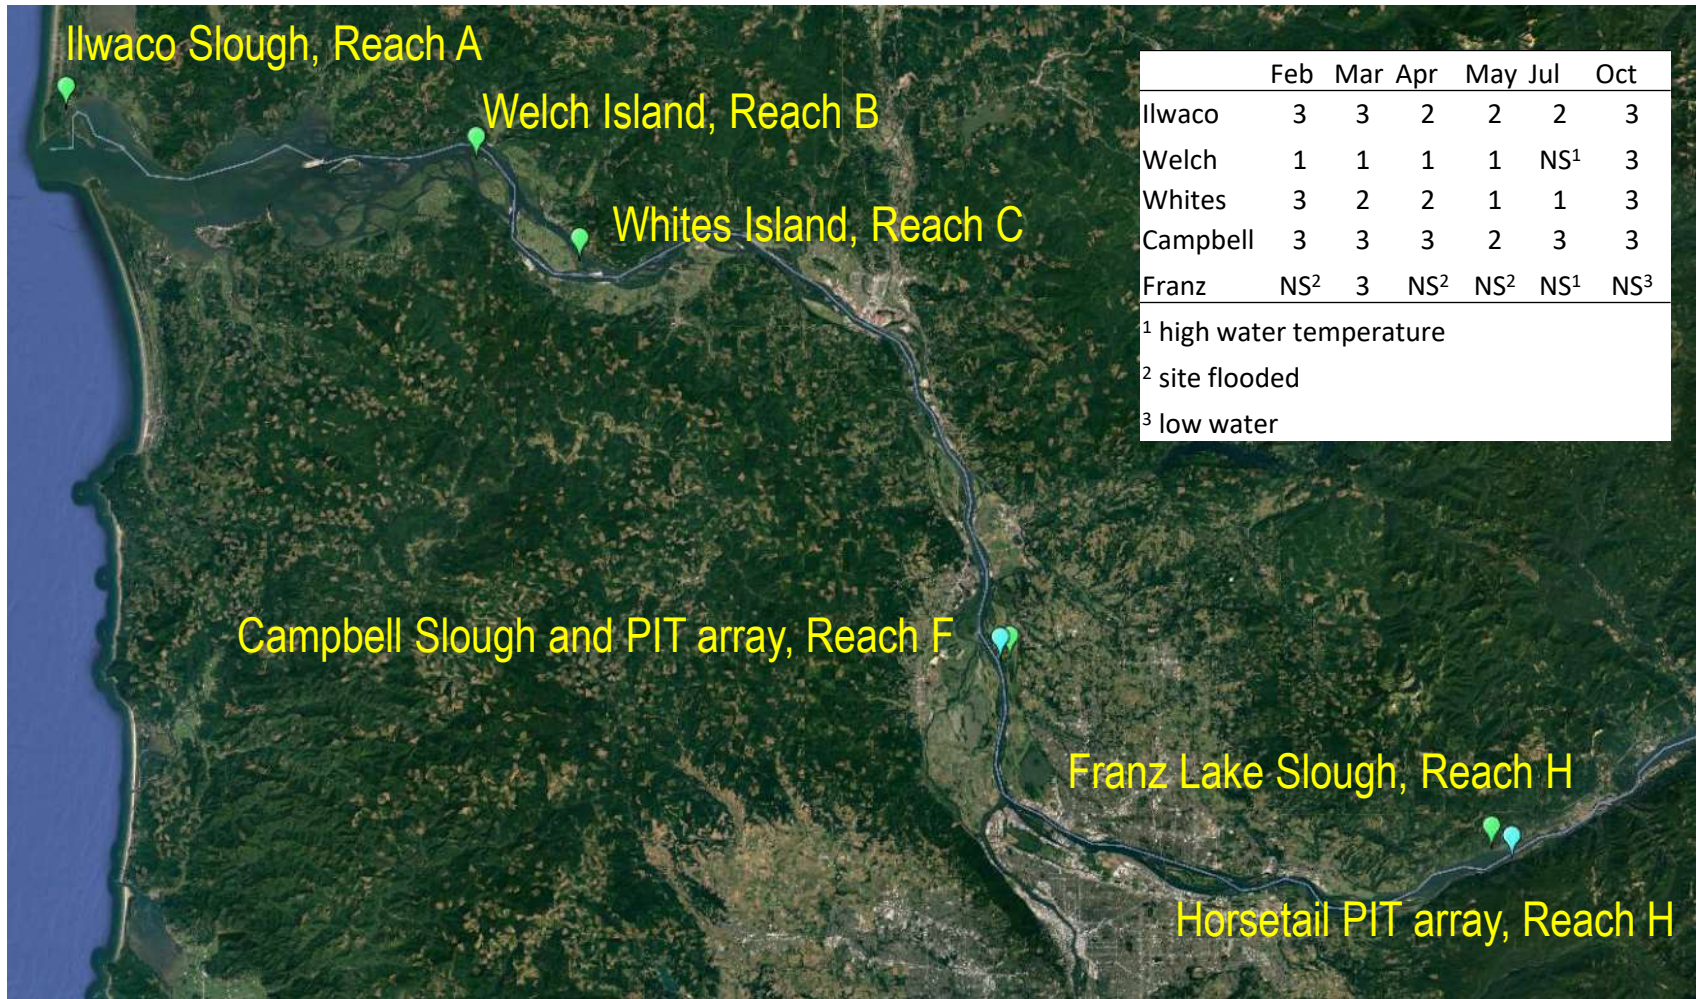 Ilwaco Slough, Reach A
Welch Island, Reach B
Whites Island, Reach C
Campbell Slough and PIT array, Reach F
Franz Lake Slough, Reach H
Horsetail PIT array, Reach H
Feb Mar Apr May Jul Oct
Ilwaco 3 3 2 2 2 3
Welch 1 1 1 1 NS¹ 3
Whites 3 2 2 1 1 3
Campbell 3 3 3 2 3 3
Franz NS² 3 NS² NS² NS¹ NS³
¹ high water temperature
² site flooded
³ low water